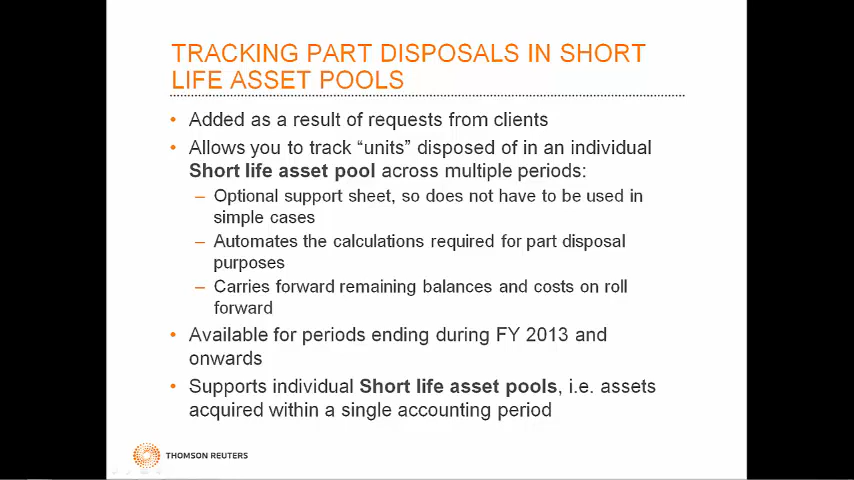 TRACKING PART DISPOSALS IN SHORT
LIFE ASSET POOLS
• Added as a result of requests from clients
• Allows you to track “units” disposed of in an individual
Short life asset pool across multiple periods:
– Optional support sheet, so does not have to be used in
simple cases
– Automates the calculations required for part disposal
purposes
– Carries forward remaining balances and costs on roll
forward
• Available for periods ending during FY 2013 and
onwards
• Supports individual Short life asset pools, i.e. assets
acquired within a single accounting period
THOMSON REUTERS